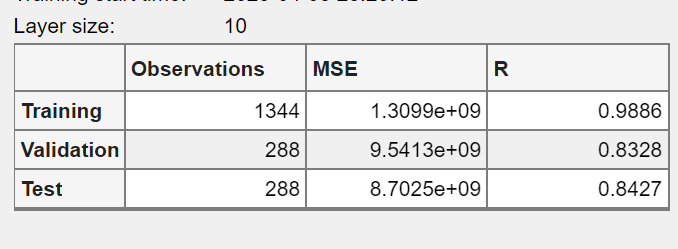 Layer size: 10
Observations MSE R
Training 1344 1.3099e+09 0.9886
Validation 288 9.5413e+09 0.8328
Test 288 8.7025e+09 0.8427